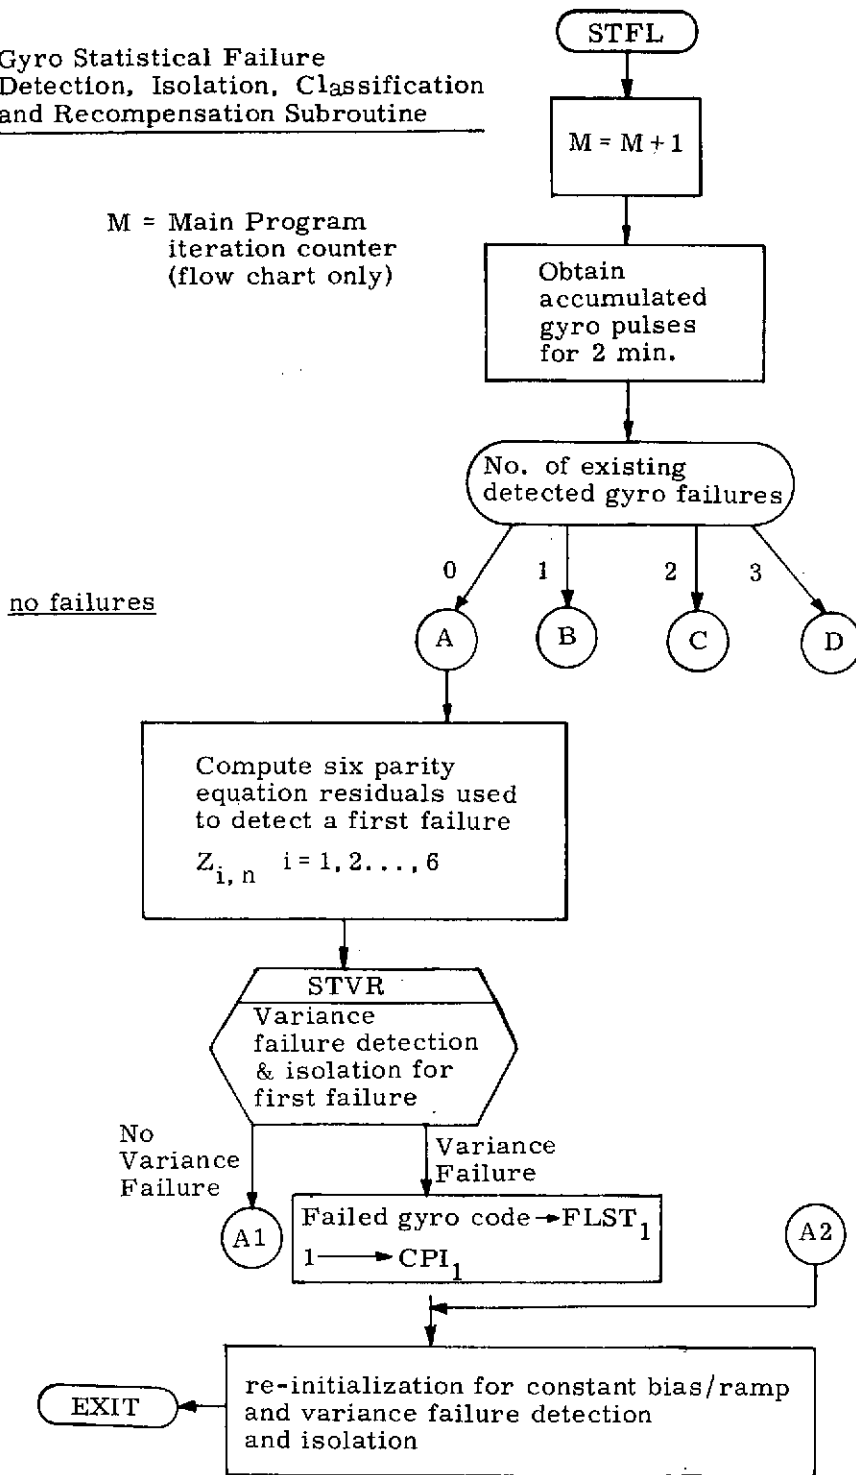 STFL
Gyro Statistical Failure
Detection, Isolation, Classification
and Recompensation Subroutine
M = M + 1
M = Main Program
iteration counter
(flow chart only)
Obtain
accumulated
gyro pulses
for 2 min.
No. of existing
detected gyro failures
0 1 2 3
no failures
A B C D
Compute six parity
equation residuals used
to detect a first failure
Z_{i, n} i = 1, 2..., 6
STVR
Variance
failure detection
& isolation for
first failure
No
Variance
Failure
Variance
Failure
A1
Failed gyro code → FLST_1
1 → CPI_1
A2
re-initialization for constant bias/ramp
and variance failure detection
and isolation
EXIT